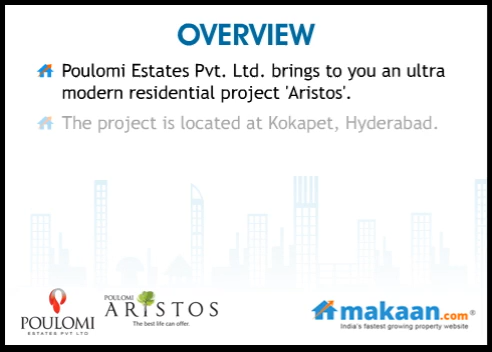 OVERVIEW
Poulomi Estates Pvt. Ltd. brings to you an ultra
modern residential project 'Aristos'.
The project is located at Kokapet, Hyderabad.
POULOMI
ESTATES PVT LTD
POULOMI
ARISTOS
The best life can offer.
makaan.com®
India's fastest growing property website